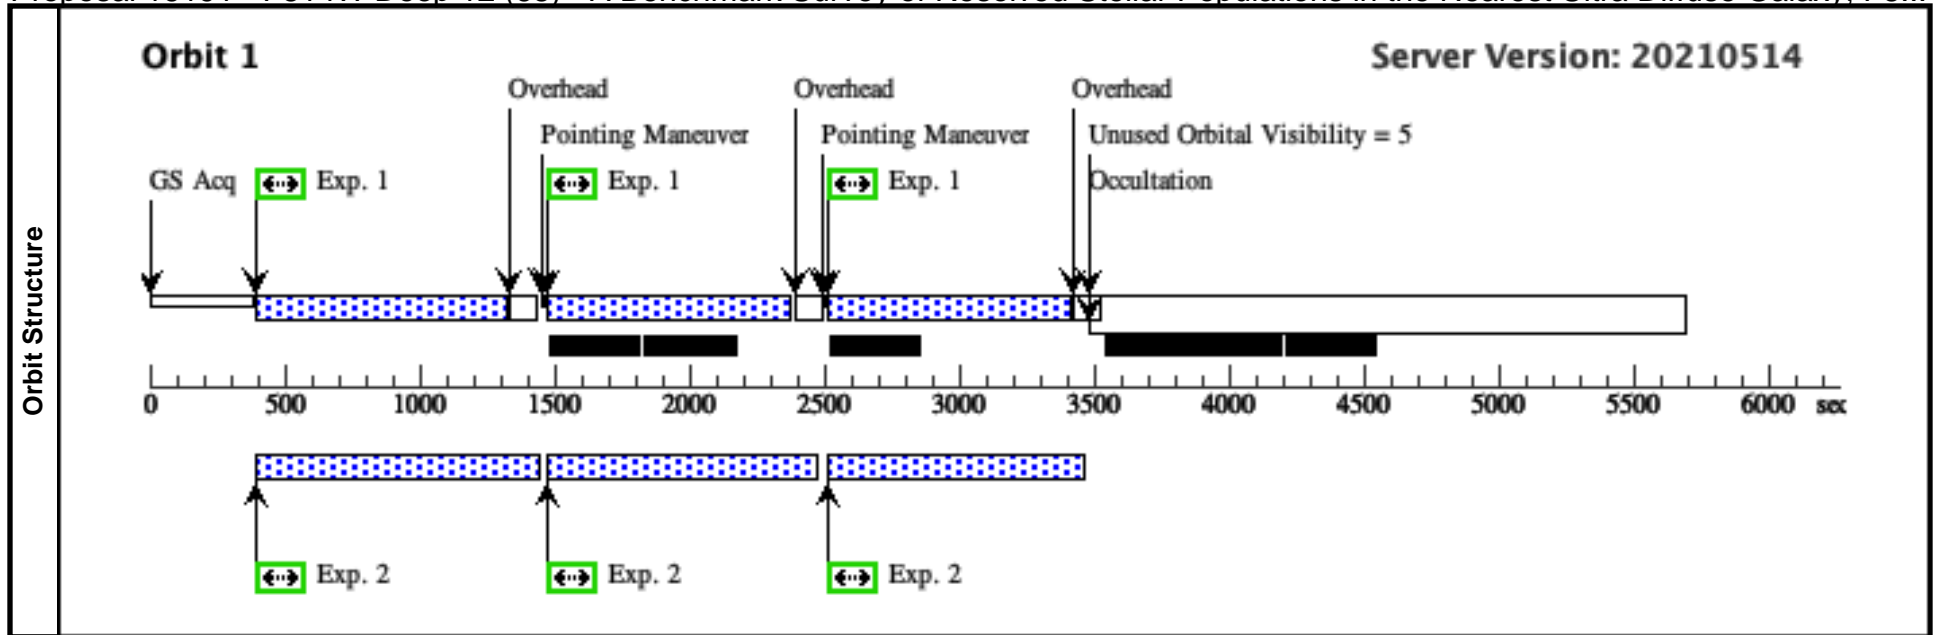 Orbit 1
Server Version: 20210514
Overhead
Overhead
Overhead
Pointing Maneuver
Pointing Maneuver
Unused Orbital Visibility = 5
GS Acq
Exp. 1
Exp. 1
Exp. 1
Occultation
Orbit Structure
0 500 1000 1500 2000 2500 3000 3500 4000 4500 5000 5500 6000 sec
Exp. 2
Exp. 2
Exp. 2